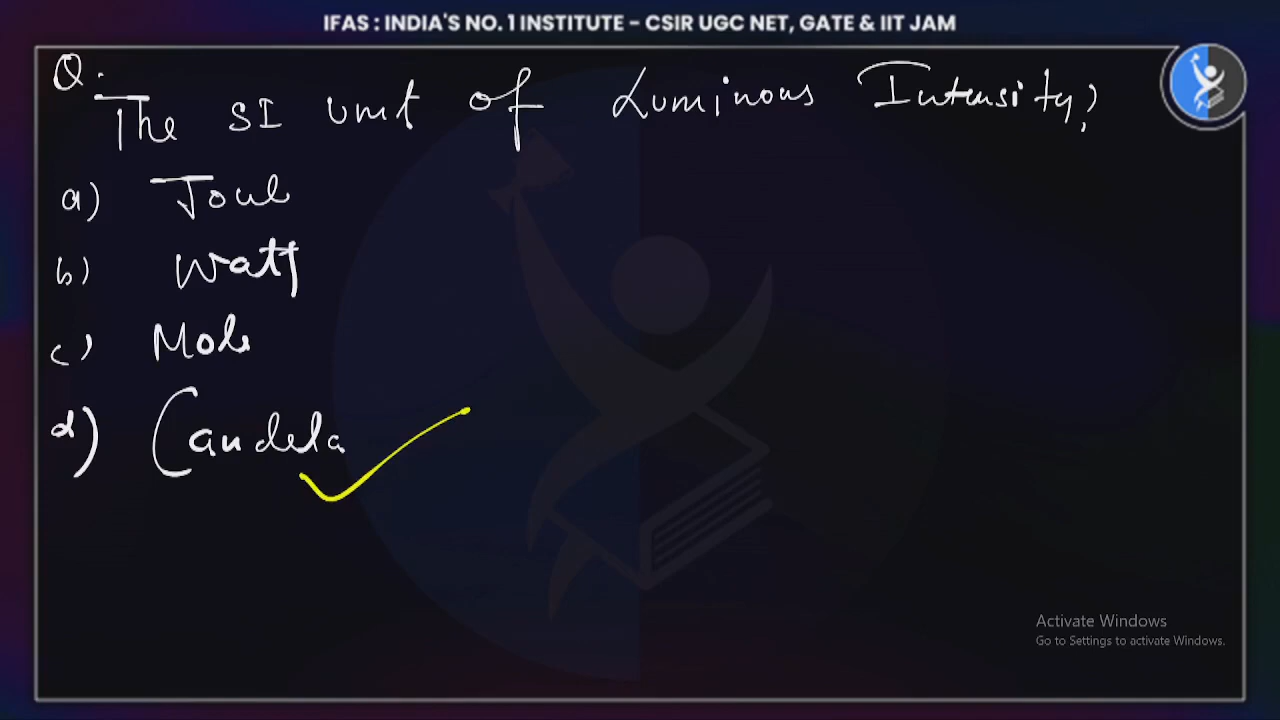 IFAS : INDIA'S NO. 1 INSTITUTE – CSIR UGC NET, GATE & IIT JAM
Q.
The SI unit of Luminous Intensity?
a) Joul
b) Watt
c) Mole
d) Candela
Activate Windows
Go to Settings to activate Windows.